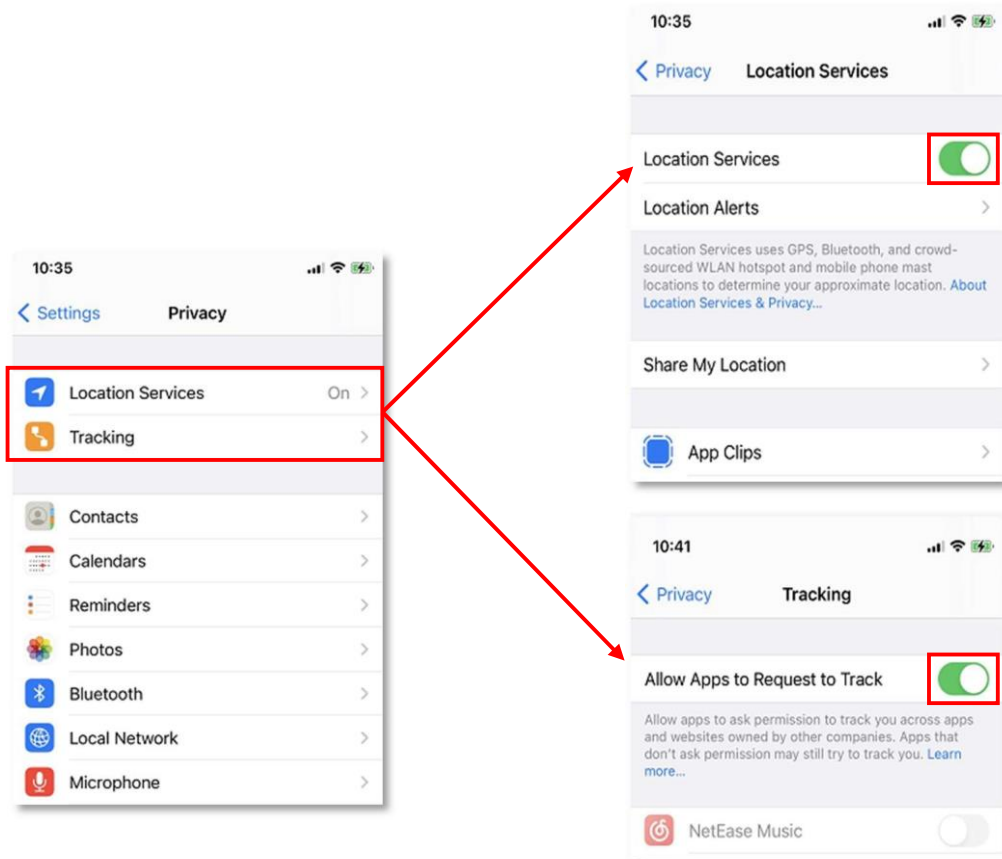 10:35
Settings
Privacy
Location Services
On
Tracking
Contacts
Calendars
Reminders
Photos
Bluetooth
Local Network
Microphone
10:35
Privacy
Location Services
Location Services
Location Alerts
Location Services uses GPS, Bluetooth, and crowd-
sourced WLAN hotspot and mobile phone mast
locations to determine your approximate location. About
Location Services & Privacy...
Share My Location
App Clips
10:41
Privacy
Tracking
Allow Apps to Request to Track
Allow apps to ask permission to track you across apps
and websites owned by other companies. Apps that
don't ask permission may still try to track you. Learn
more...
NetEase Music